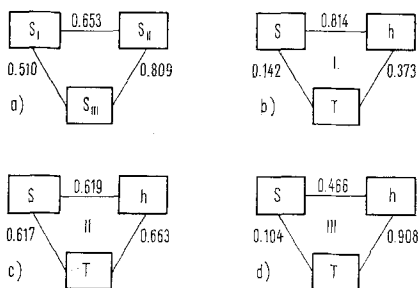 0.653
S_I S_II
0.510 0.809
S_III
a)
0.814
S h
0.142 I. 0.373
T
b)
0.619
S h
0.617 II 0.663
T
c)
0.466
S h
0.104 III 0.908
T
d)